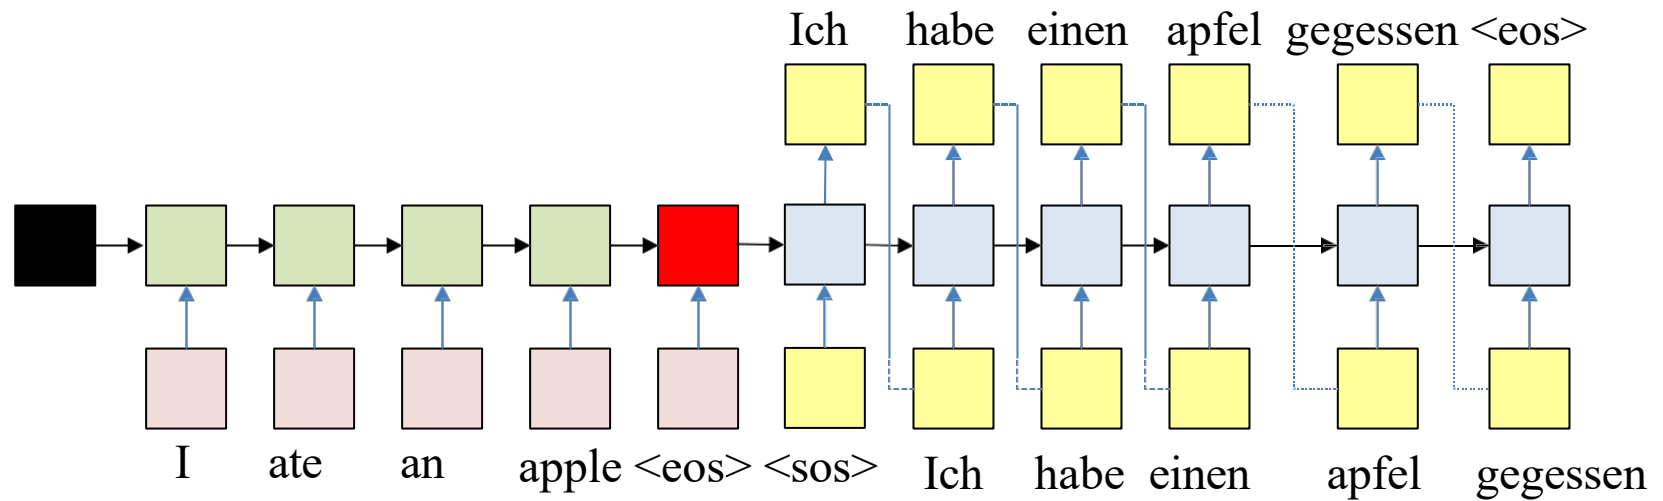 Ich habe einen apfel gegessen <eos>
I ate an apple <eos> <sos> Ich habe einen apfel gegessen